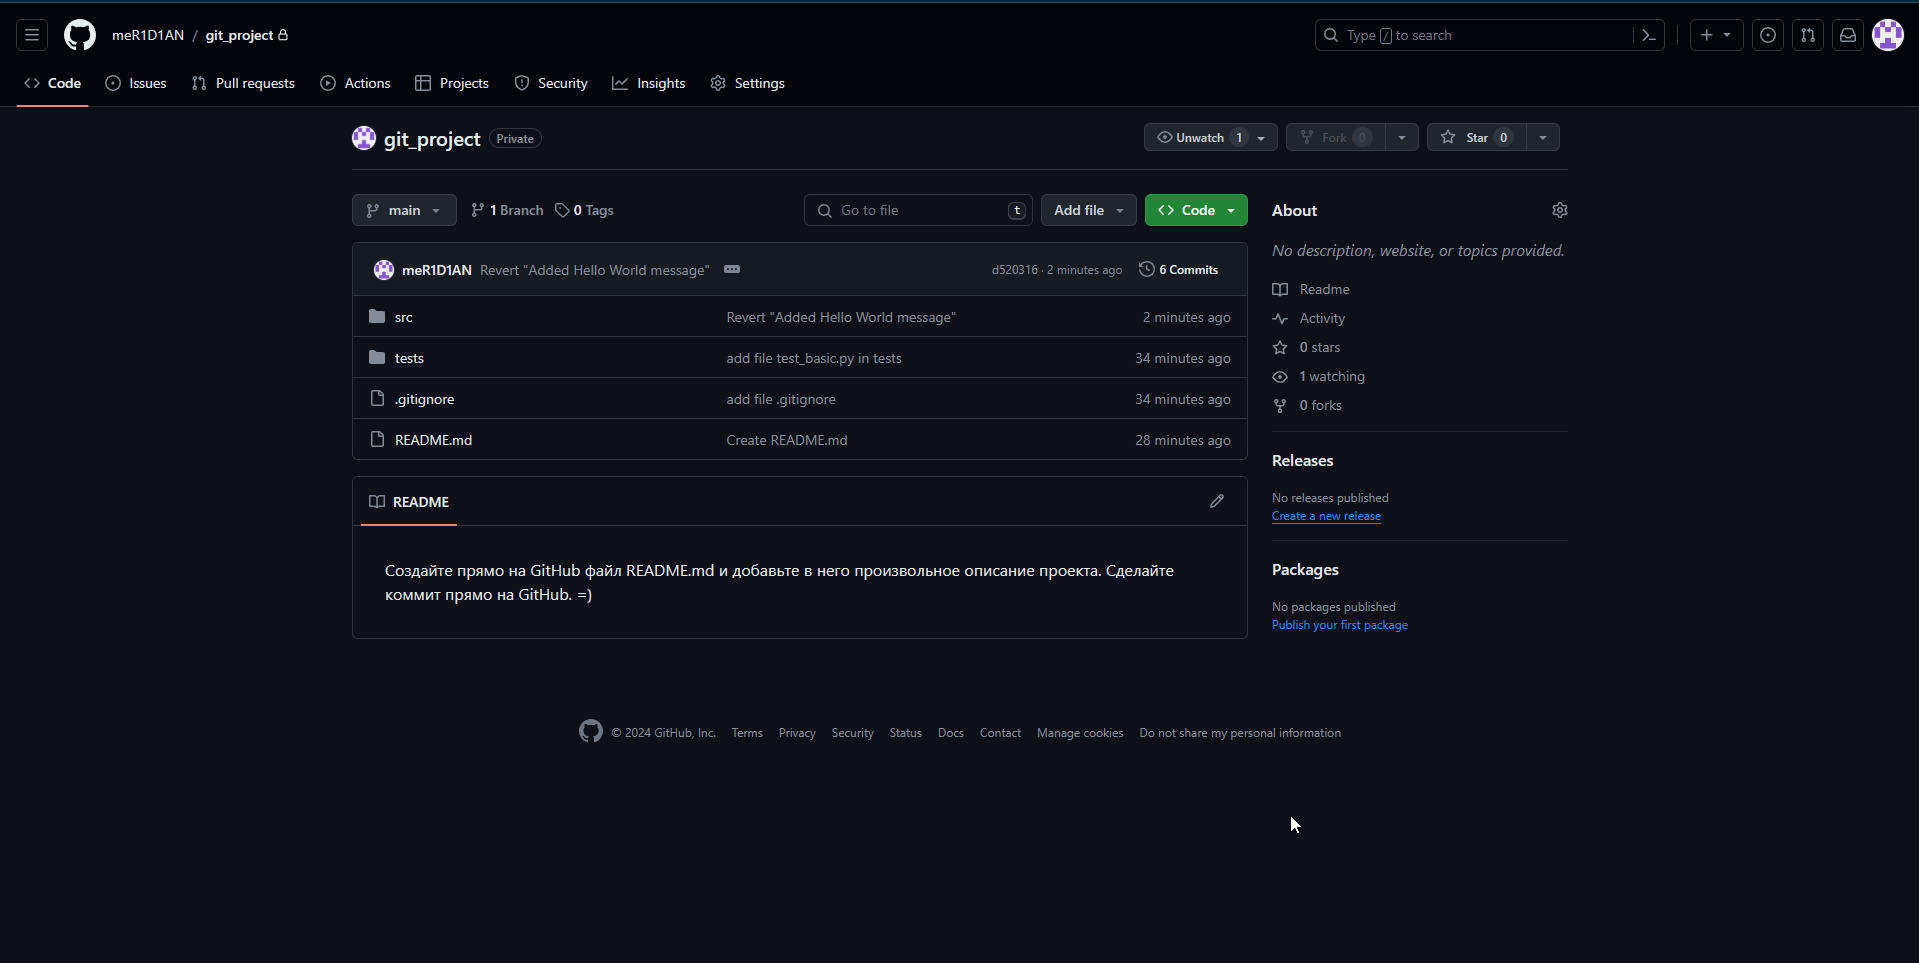 meR1D1AN / git_project
Type / to search
Code Issues Pull requests Actions Projects Security Insights Settings
git_project Private
Unwatch 1 Fork 0 Star 0
main 1 Branch 0 Tags
Go to file t Add file Code
meR1D1AN Revert "Added Hello World message" d520316 · 2 minutes ago 6 Commits
src Revert "Added Hello World message" 2 minutes ago
tests add file test_basic.py in tests 34 minutes ago
.gitignore add file .gitignore 34 minutes ago
README.md Create README.md 28 minutes ago
README
Создайте прямо на GitHub файл README.md и добавьте в него произвольное описание проекта. Сделайте
коммит прямо на GitHub. =)
About
No description, website, or topics provided.
Readme
Activity
0 stars
1 watching
0 forks
Releases
No releases published
Create a new release
Packages
No packages published
Publish your first package
© 2024 GitHub, Inc. Terms Privacy Security Status Docs Contact Manage cookies Do not share my personal information